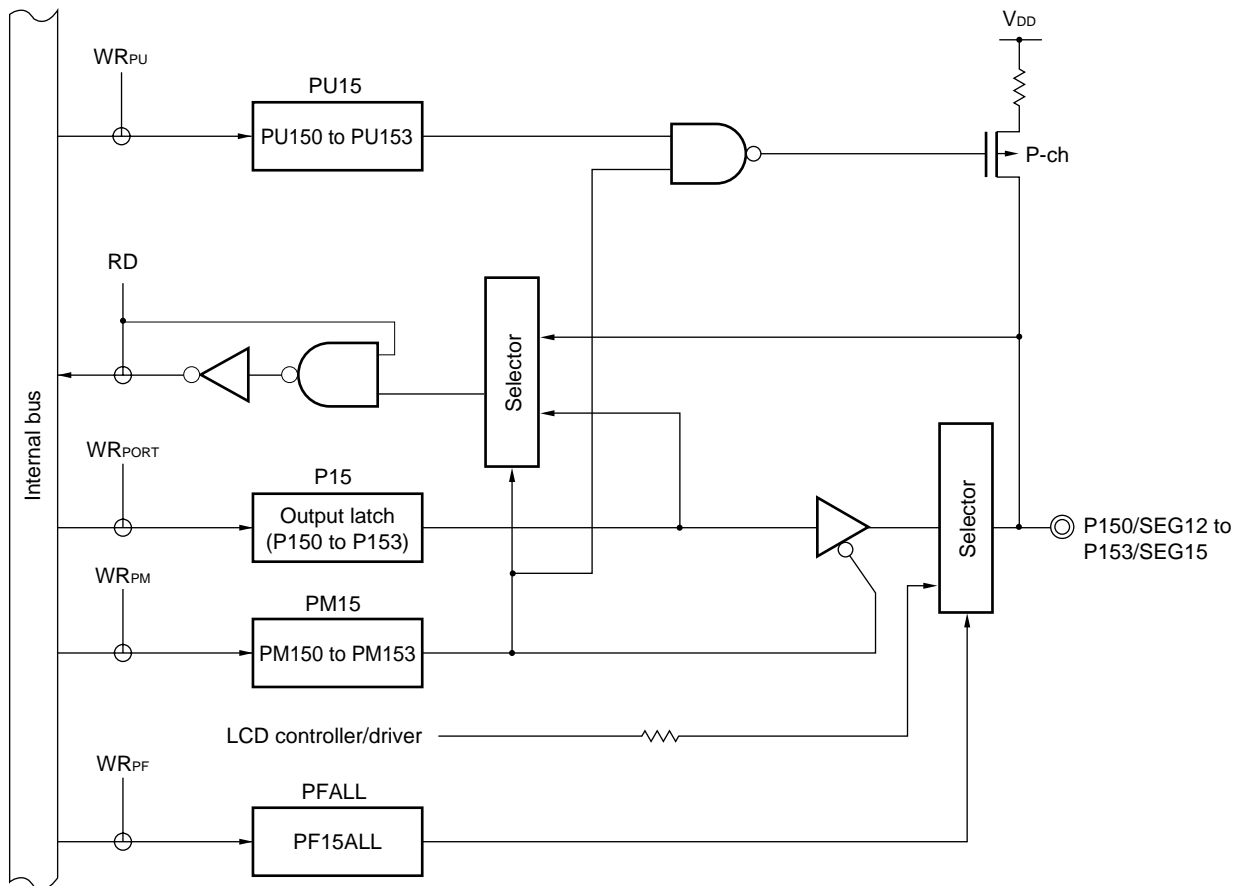 VDD
WRPU
PU15
PU150 to PU153
P-ch
RD
Selector
Internal bus
WRPORT
P15
Output latch
(P150 to P153)
Selector
P150/SEG12 to
P153/SEG15
WRPM
PM15
PM150 to PM153
LCD controller/driver
WRPF
PFALL
PF15ALL